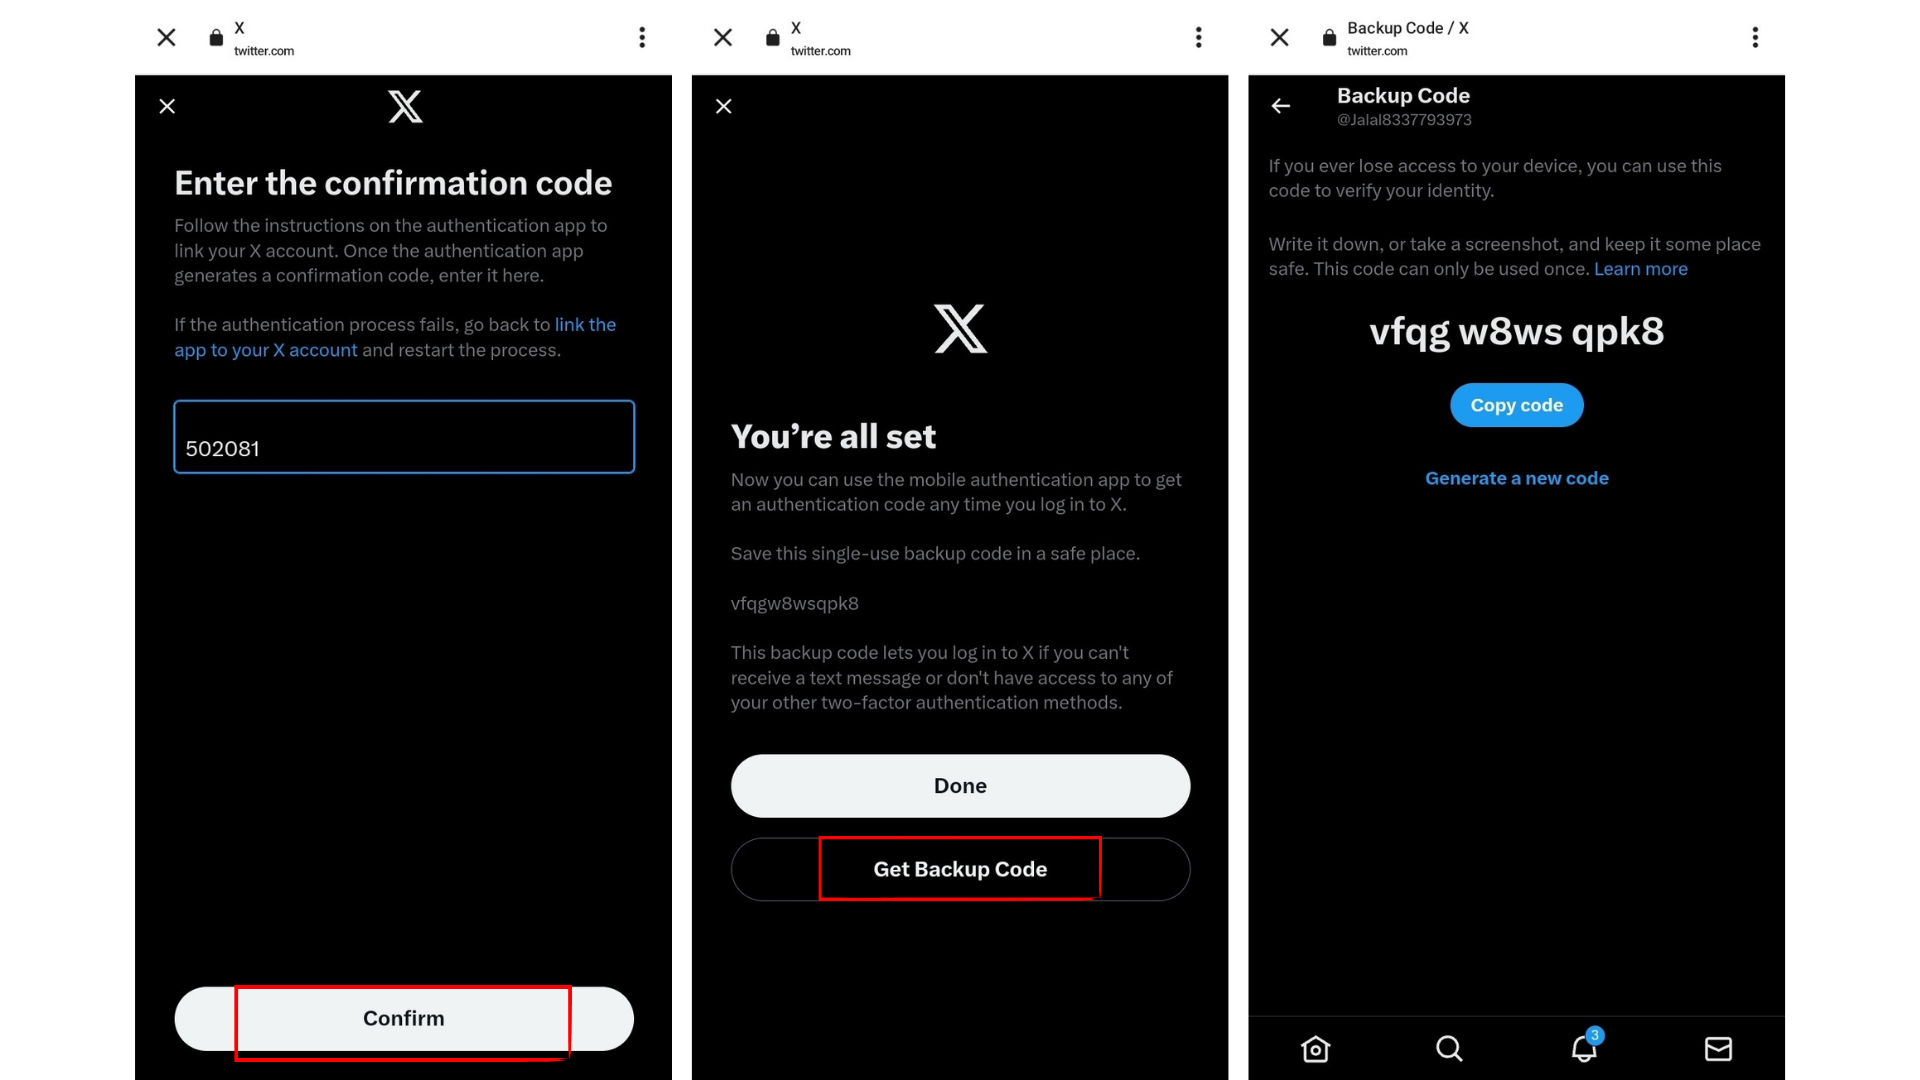 X
twitter.com
Enter the confirmation code
Follow the instructions on the authentication app to
link your X account. Once the authentication app
generates a confirmation code, enter it here.
If the authentication process fails, go back to link the
app to your X account and restart the process.
502081
Confirm
X
twitter.com
You’re all set
Now you can use the mobile authentication app to get
an authentication code any time you log in to X.
Save this single-use backup code in a safe place.
vfqgw8wsqpk8
This backup code lets you log in to X if you can't
receive a text message or don't have access to any of
your other two-factor authentication methods.
Done
Get Backup Code
Backup Code / X
twitter.com
Backup Code
@Jalal8337793973
If you ever lose access to your device, you can use this
code to verify your identity.
Write it down, or take a screenshot, and keep it some place
safe. This code can only be used once. Learn more
vfqg w8ws qpk8
Copy code
Generate a new code
3